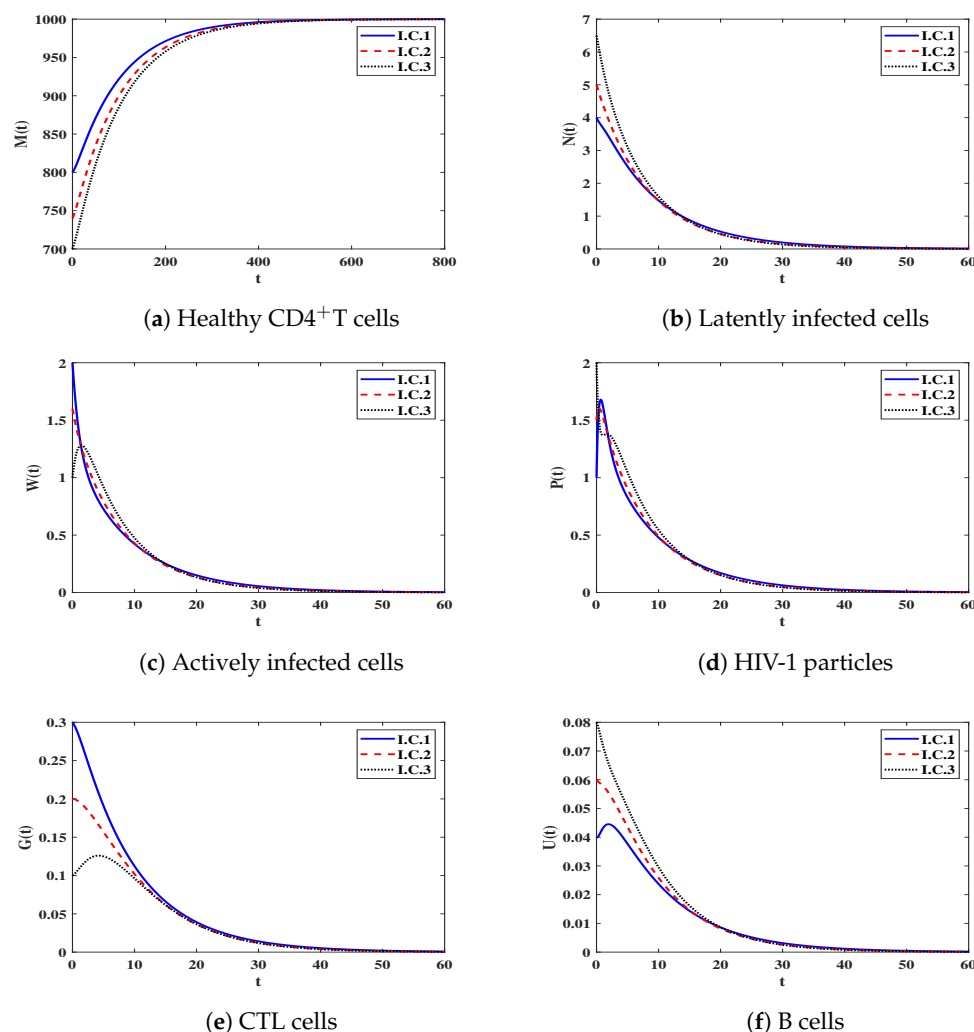 1000
950
900
850
800
750
700
M(t)
0 200 400 600 800
t
I.C.1
I.C.2
I.C.3
(a) Healthy CD4⁺T cells
7
6
5
4
3
2
1
0
N(t)
0 10 20 30 40 50 60
t
I.C.1
I.C.2
I.C.3
(b) Latently infected cells
2
1.5
1
0.5
0
W(t)
0 10 20 30 40 50 60
t
I.C.1
I.C.2
I.C.3
(c) Actively infected cells
2
1.5
1
0.5
0
P(t)
0 10 20 30 40 50 60
t
I.C.1
I.C.2
I.C.3
(d) HIV-1 particles
0.3
0.25
0.2
0.15
0.1
0.05
0
G(t)
0 10 20 30 40 50 60
t
I.C.1
I.C.2
I.C.3
(e) CTL cells
0.08
0.07
0.06
0.05
0.04
0.03
0.02
0.01
0
U(t)
0 10 20 30 40 50 60
t
I.C.1
I.C.2
I.C.3
(f) B cells